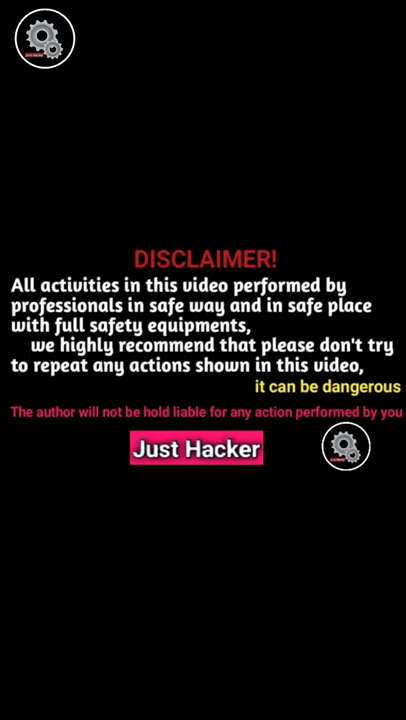 DISCLAIMER!
All activities in this video performed by
professionals in safe way and in safe place
with full safety equipments,
we highly recommend that please don't try
to repeat any actions shown in this video,
it can be dangerous
The author will not be hold liable for any action performed by you
Just Hacker